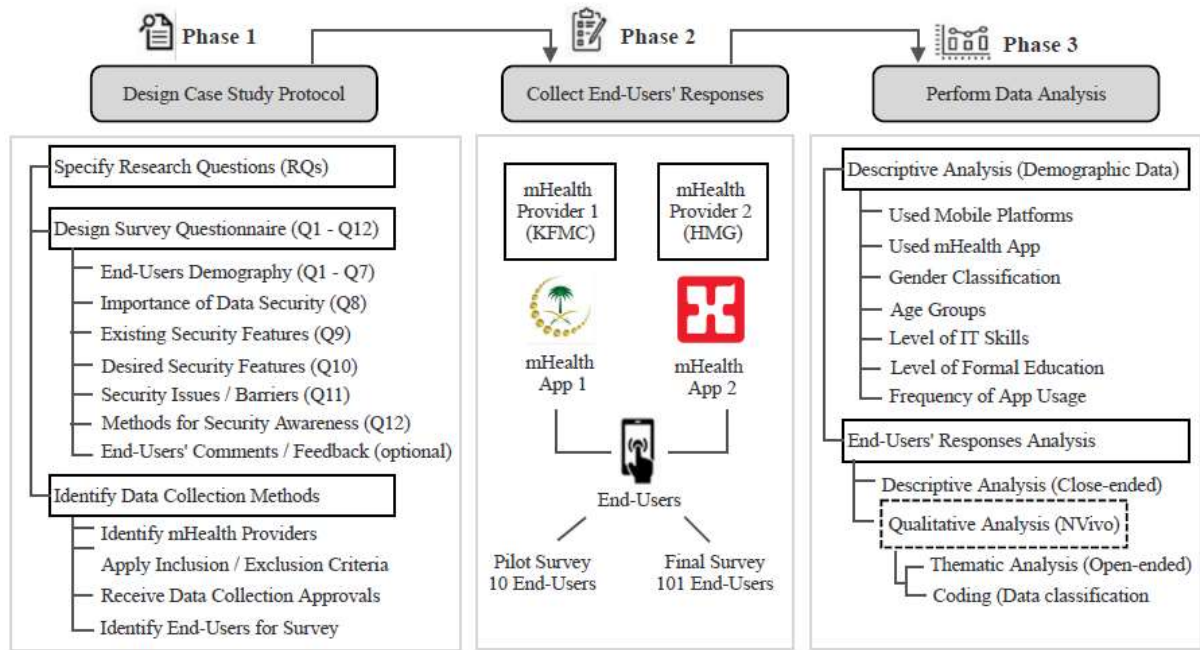 Phase 1
Design Case Study Protocol
Specify Research Questions (RQs)
Design Survey Questionnaire (Q1 - Q12)
End-Users Demography (Q1 - Q7)
Importance of Data Security (Q8)
Existing Security Features (Q9)
Desired Security Features (Q10)
Security Issues / Barriers (Q11)
Methods for Security Awareness (Q12)
End-Users' Comments / Feedback (optional)
Identify Data Collection Methods
Identify mHealth Providers
Apply Inclusion / Exclusion Criteria
Receive Data Collection Approvals
Identify End-Users for Survey
Phase 2
Collect End-Users' Responses
mHealth
Provider 1
(KFMC)
mHealth
Provider 2
(HMG)
mHealth
App 1
mHealth
App 2
End-Users
Pilot Survey
10 End-Users
Final Survey
101 End-Users
Phase 3
Perform Data Analysis
Descriptive Analysis (Demographic Data)
Used Mobile Platforms
Used mHealth App
Gender Classification
Age Groups
Level of IT Skills
Level of Formal Education
Frequency of App Usage
End-Users' Responses Analysis
Descriptive Analysis (Close-ended)
Qualitative Analysis (NVivo)
Thematic Analysis (Open-ended)
Coding (Data classification